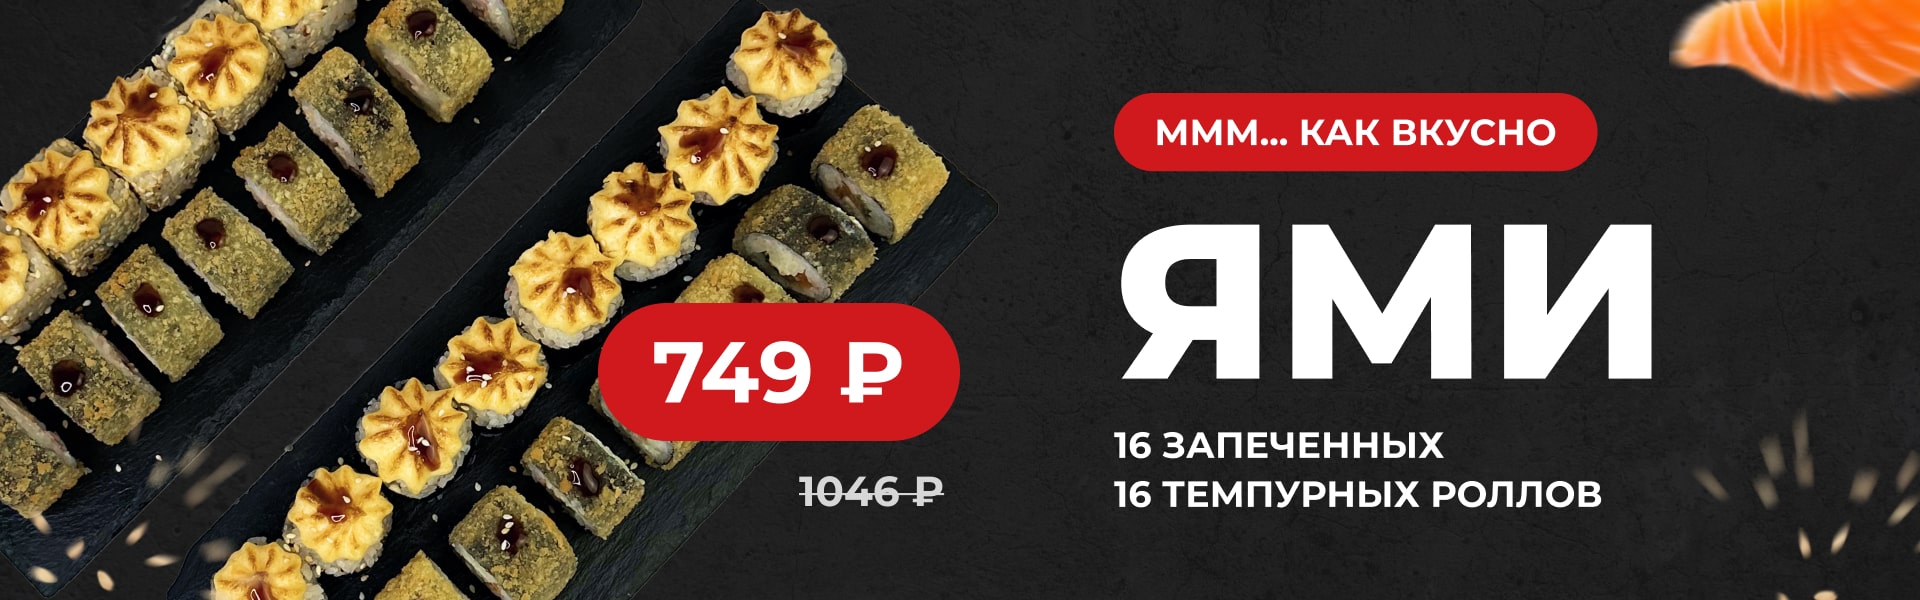 МММ... КАК ВКУСНО
ЯМИ
749 ₽
1046 ₽
16 ЗАПЕЧЕННЫХ
16 ТЕМПУРНЫХ РОЛЛОВ